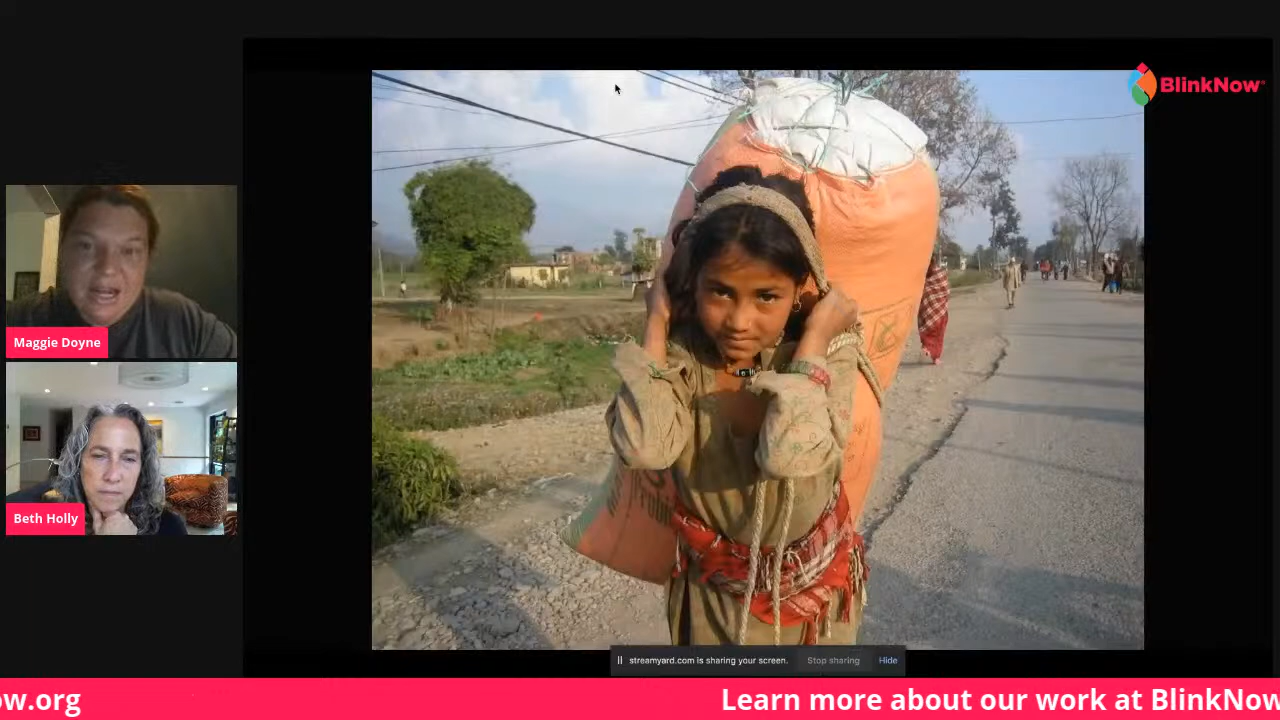 BlinkNow
Maggie Doyne
Beth Holly
streamyard.com is sharing your screen.
Stop sharing
Hide
ow.org
Learn more about our work at BlinkNow